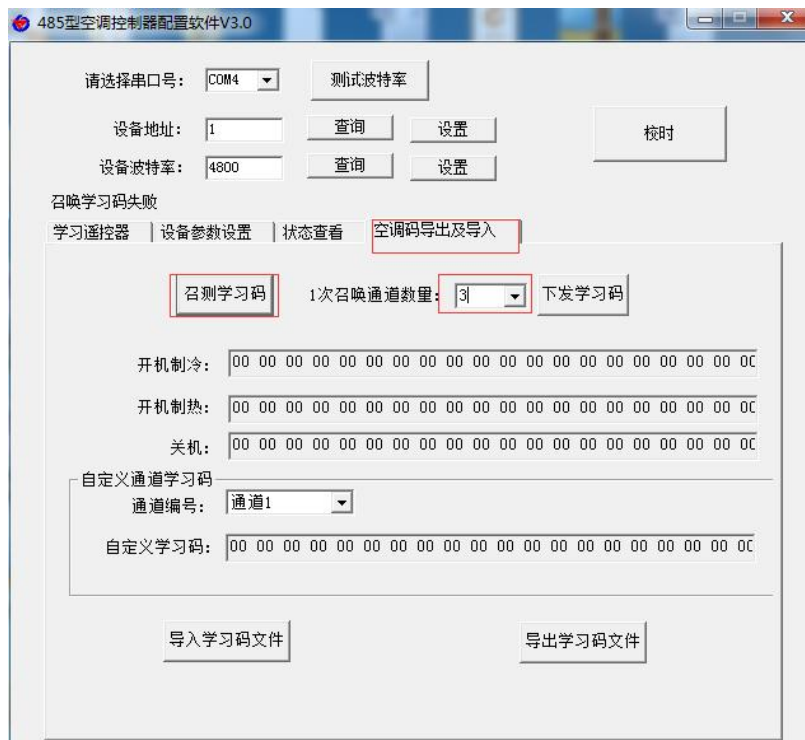 485型空调控制器配置软件V3.0
请选择串口号： COM4 测试波特率
设备地址： 1 查询 设置 校时
设备波特率： 4800 查询 设置
召唤学习码失败
学习遥控器 设备参数设置 状态查看 空调码导出及导入
召测学习码 1次召唤通道数量： 3 下发学习码
开机制冷： 00 00 00 00 00 00 00 00 00 00 00 00 00 00 00 00 00 00 00 00
开机制热： 00 00 00 00 00 00 00 00 00 00 00 00 00 00 00 00 00 00 00 00
关机： 00 00 00 00 00 00 00 00 00 00 00 00 00 00 00 00 00 00 00 00
自定义通道学习码
通道编号： 通道1
自定义学习码： 00 00 00 00 00 00 00 00 00 00 00 00 00 00 00 00 00 00 00 00
导入学习码文件 导出学习码文件